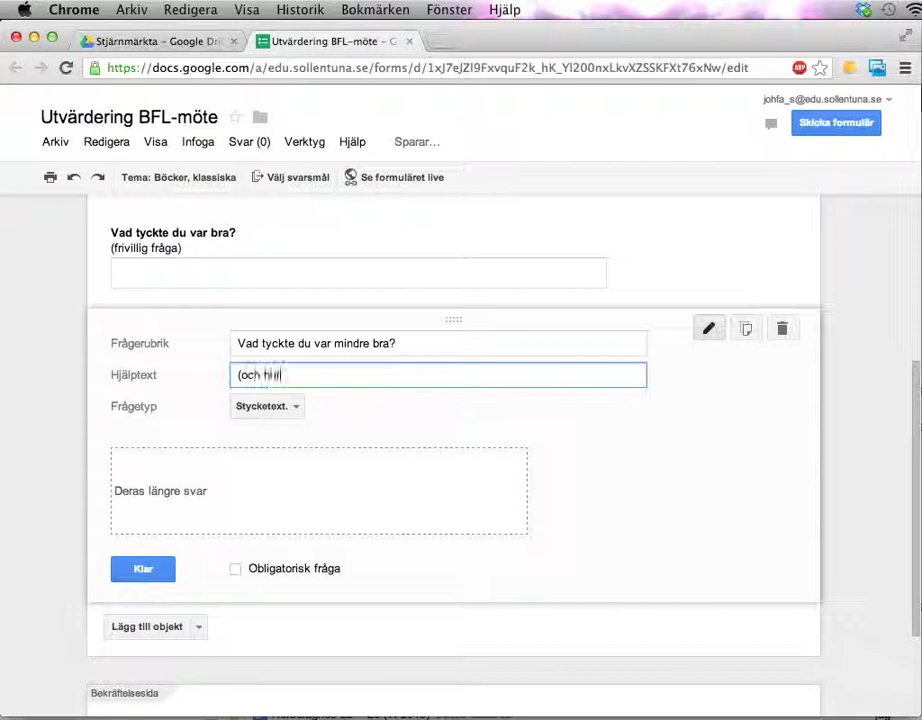 Chrome Arkiv Redigera Visa Historik Bokmärken Fönster Hjälp
Stjärnmärkta – Google Dri Utvärdering BFL-möte – G
https://docs.google.com/a/edu.sollentuna.se/forms/d/1xJ7eJZl9FxvquF2k_hK_Yl200nxLkvXZSSKFXt76xNw/edit
ABP
Utvärdering BFL-möte
johfa_s@edu.sollentuna.se
Skicka formulär
Arkiv Redigera Visa Infoga Svar (0) Verktyg Hjälp Sparar...
Tema: Böcker, klassiska Välj svarsmål Se formuläret live
Vad tyckte du var bra?
(frivillig fråga)
Frågerubrik Vad tyckte du var mindre bra?
Hjälptext (och
Frågetyp Stycketext.
Deras längre svar
Klar Obligatorisk fråga
Lägg till objekt
Bekräftelsesida